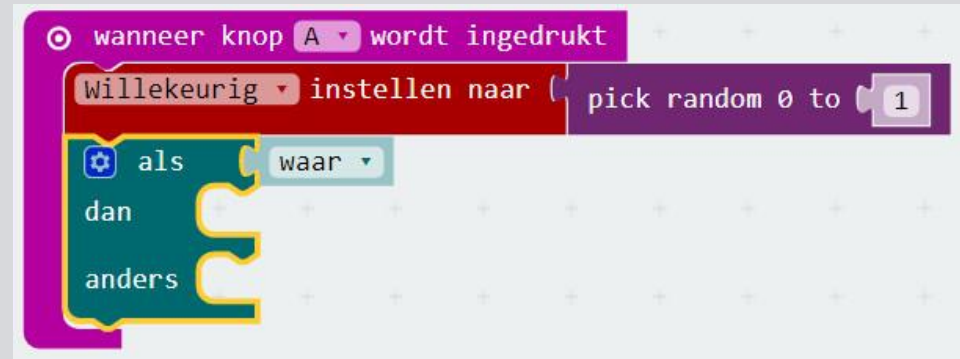 wanneer knop A wordt ingedrukt
Willekeurig instellen naar pick random 0 to 1
als waar
dan
anders